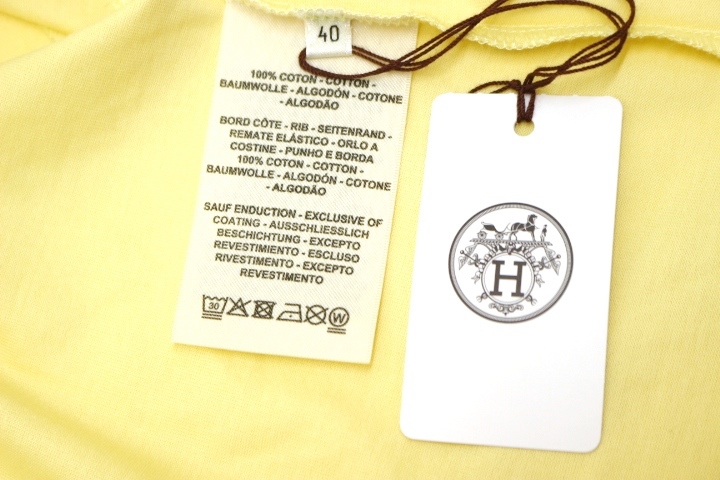 40
100% COTON - COTTON -
BAUMWOLLE - ALGODÓN - COTONE
- ALGODÃO
BORD CÔTE - RIB - SEITENRAND -
REMATE ELÁSTICO - ORLO A
COSTINE - PUNHO E BORDA
100% COTON - COTTON -
BAUMWOLLE - ALGODÓN - COTONE
- ALGODÃO
SAUF ENDUCTION - EXCLUSIVE OF
COATING - AUSSCHLIESSLICH
BESCHICHTUNG - EXCEPTO
REVESTIMIENTO - ESCLUSO
RIVESTIMENTO - EXCEPTO
REVESTIMENTO
30 W
H